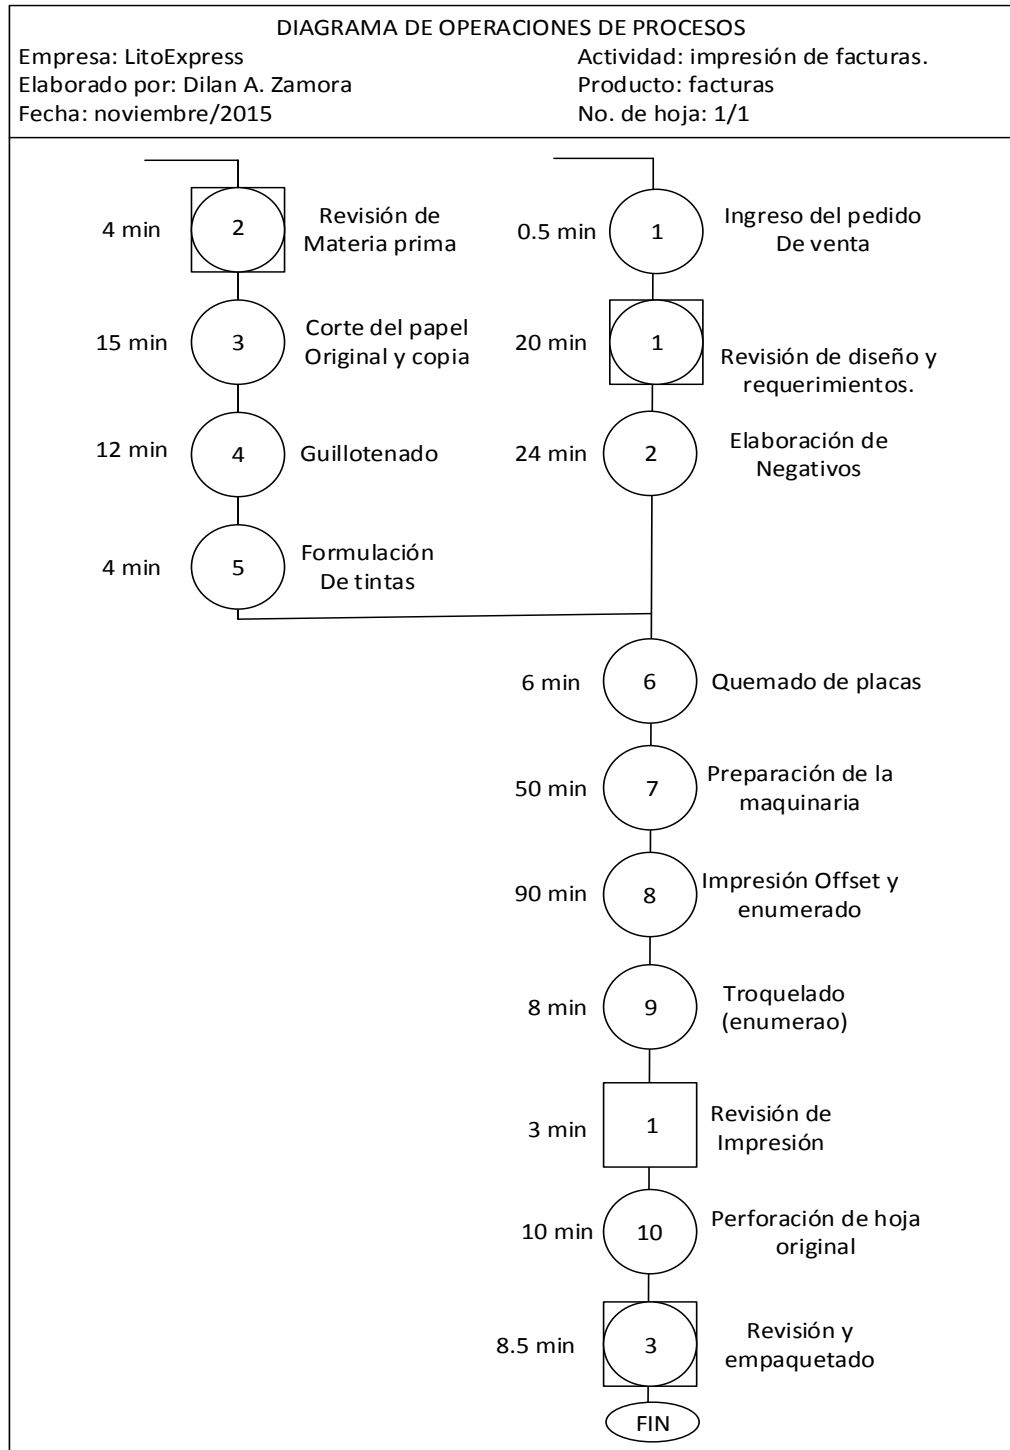 DIAGRAMA DE OPERACIONES DE PROCESOS
Empresa: LitoExpress
Elaborado por: Dilan A. Zamora
Fecha: noviembre/2015
Actividad: impresión de facturas.
Producto: facturas
No. de hoja: 1/1
4 min
2
Revisión de
Materia prima
15 min
3
Corte del papel
Original y copia
12 min
4
Guillotenado
4 min
5
Formulación
De tintas
0.5 min
1
Ingreso del pedido
De venta
20 min
1
Revisión de diseño y
requerimientos.
24 min
2
Elaboración de
Negativos
6 min
6
Quemado de placas
50 min
7
Preparación de la
maquinaria
90 min
8
Impresión Offset y
enumerado
8 min
9
Troquelado
(enumerao)
3 min
1
Revisión de
Impresión
10 min
10
Perforación de hoja
original
8.5 min
3
Revisión y
empaquetado
FIN